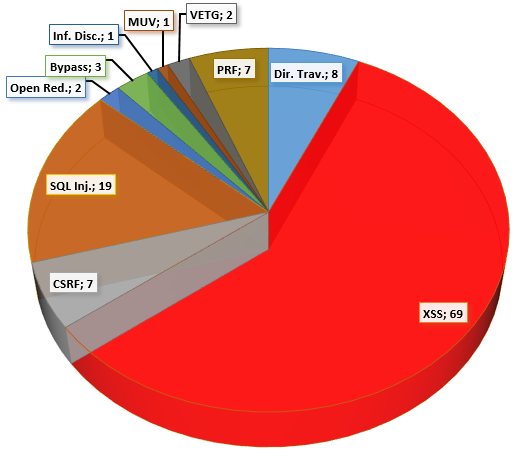 MUV; 1
VETG; 2
Inf. Disc.; 1
Bypass; 3
PRF; 7
Dir. Trav.; 8
Open Red.; 2
SQL Inj.; 19
CSRF; 7
XSS; 69